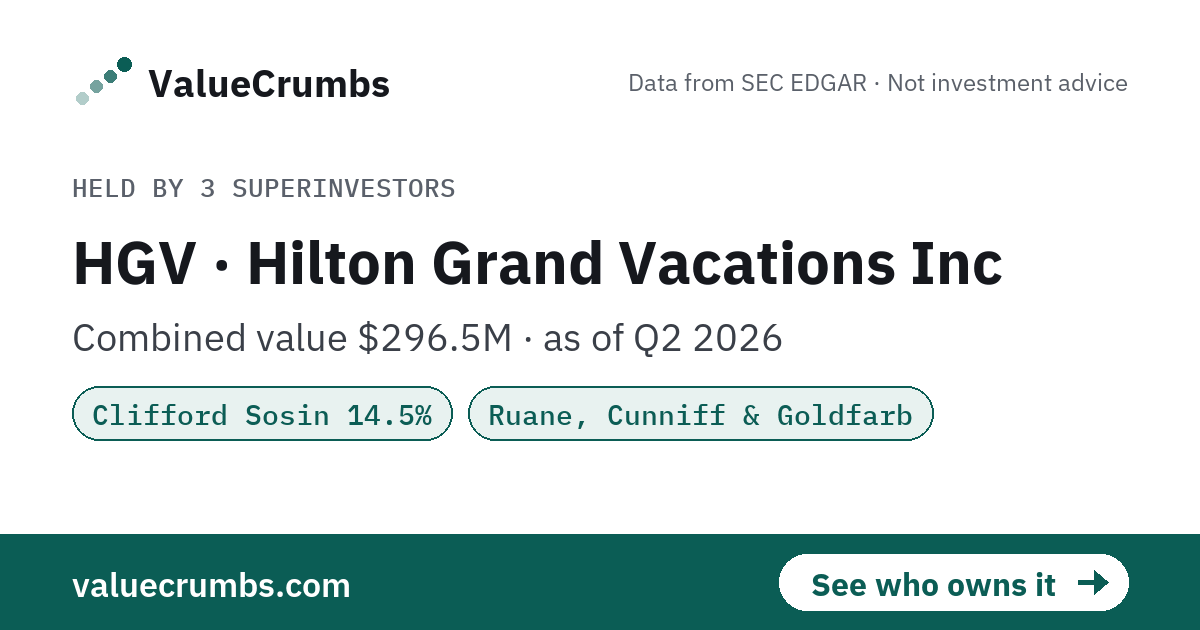 ValueCrumbs
Data from SEC EDGAR · Not investment advice
HELD BY 3 SUPERINVESTORS
HGV · Hilton Grand Vacations Inc
Combined value $296.5M · as of Q2 2026
Clifford Sosin 14.5%
Ruane, Cunniff & Goldfarb
valuecrumbs.com
See who owns it →